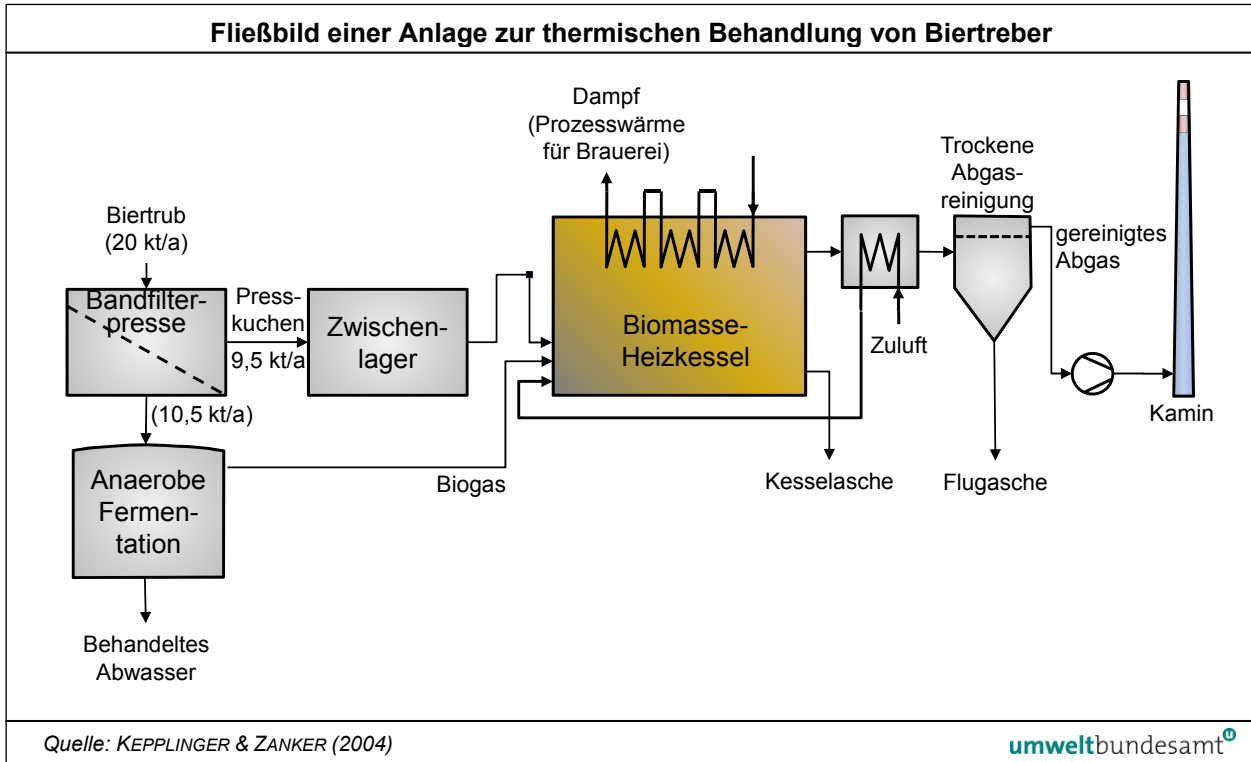 Fließbild einer Anlage zur thermischen Behandlung von Biertreber
Dampf
(Prozesswärme
für Brauerei)
Trockene
Abgas-
reinigung
Biertrub
(20 kt/a)
gereinigtes
Abgas
Bandfilter-
presse
Press-
kuchen
9,5 kt/a
Zwischen-
lager
Biomasse-
Heizkessel
Zuluft
Kamin
(10,5 kt/a)
Anaerobe
Fermen-
tation
Biogas
Kesselasche
Flugasche
Behandeltes
Abwasser
Quelle: KEPPLINGER & ZANKER (2004)
umweltbundesamt u